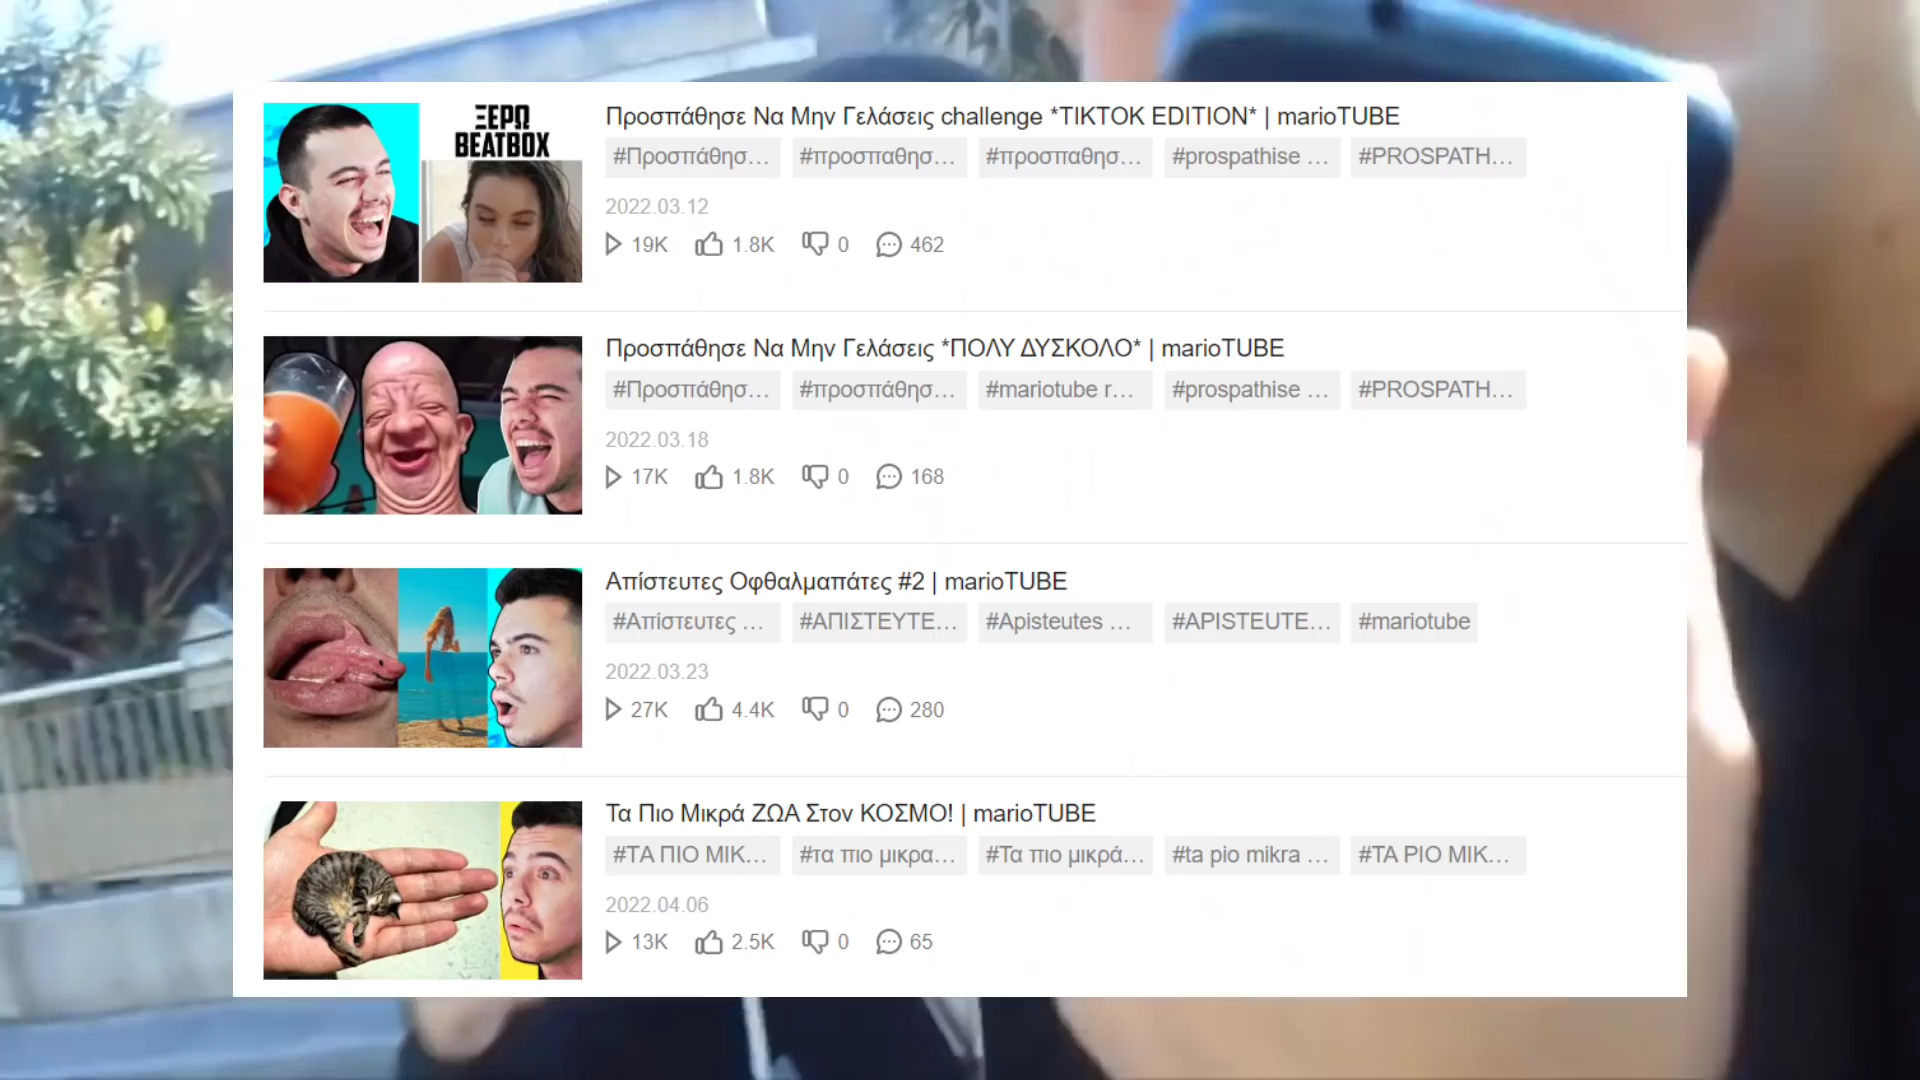 ΞΕΡΩ
BEATBOX
Προσπάθησε Να Μην Γελάσεις challenge *TIKTOK EDITION* | marioTUBE
#Προσπάθησ... #προσπαθησ... #προσπαθησ... #prospathise ... #PROSPATH...
2022.03.12
19K 1.8K 0 462
Προσπάθησε Να Μην Γελάσεις *ΠΟΛΥ ΔΥΣΚΟΛΟ* | marioTUBE
#Προσπάθησ... #προσπάθησ... #mariotube r... #prospathise ... #PROSPATH...
2022.03.18
17K 1.8K 0 168
Απίστευτες Οφθαλμαπάτες #2 | marioTUBE
#Απίστευτες ... #ΑΠΙΣΤΕΥΤΕ... #Apisteutes ... #APISTEUTE... #mariotube
2022.03.23
27K 4.4K 0 280
Τα Πιο Μικρά ΖΩΑ Στον ΚΟΣΜΟ! | marioTUBE
#ΤΑ ΠΙΟ ΜΙΚ... #τα πιο μικρα... #Τα πιο μικρά... #ta pio mikra ... #TA PIO MIK...
2022.04.06
13K 2.5K 0 65